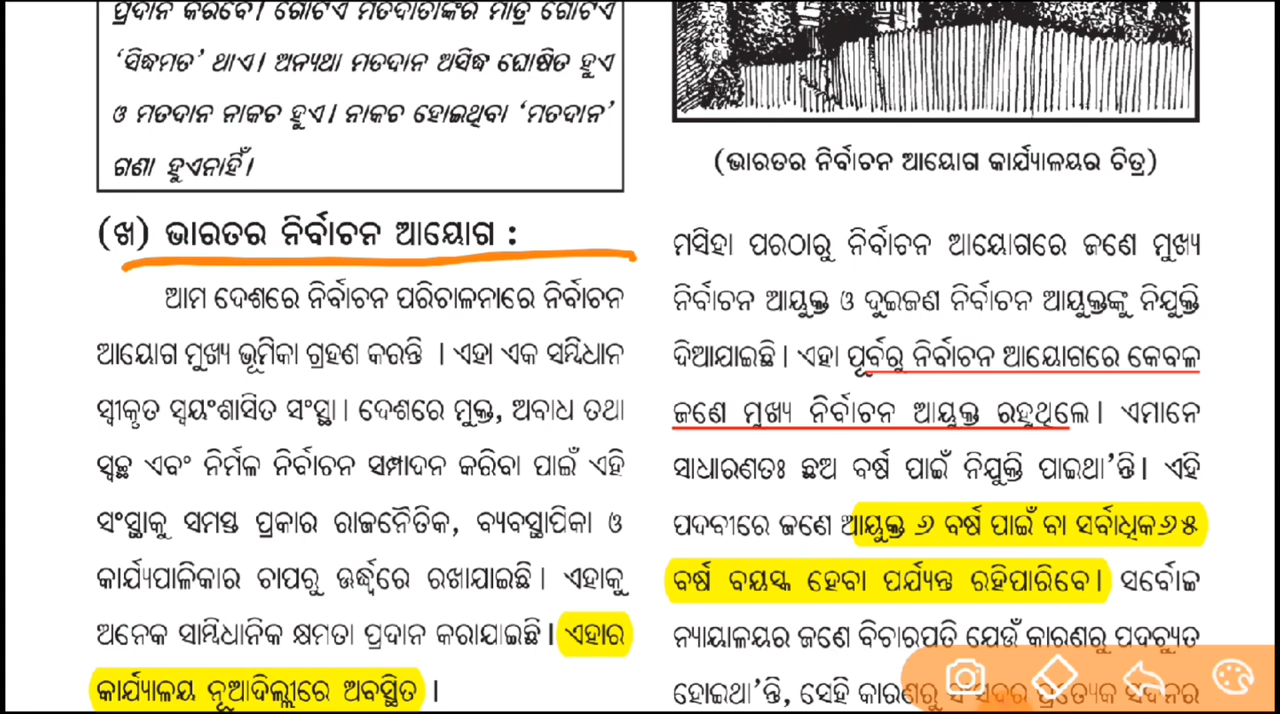 ପ୍ରଦାନ କରିବେ। ଗୋଟିଏ ମତଦାତାଙ୍କର ମାତ୍ର ଗୋଟିଏ
‘ସିଦ୍ଧମତ’ ଥାଏ। ଅନ୍ୟଥା ମତଦାନ ଅସିଦ୍ଧ ଘୋଷିତ ହୁଏ
ଓ ମତଦାନ ନାକଚ ହୁଏ। ନାକଚ ହୋଇଥିବା ‘ମତଦାନ’
ଗଣା ହୁଏନାହିଁ।
(ଖ) ଭାରତର ନିର୍ବାଚନ ଆୟୋଗ :
ଆମ ଦେଶରେ ନିର୍ବାଚନ ପରିଚାଳନାରେ ନିର୍ବାଚନ
ଆୟୋଗ ମୁଖ୍ୟ ଭୂମିକା ଗ୍ରହଣ କରନ୍ତି । ଏହା ଏକ ସମ୍ବିଧାନ
ସ୍ୱୀକୃତ ସ୍ୱୟଂଶାସିତ ସଂସ୍ଥା। ଦେଶରେ ମୁକ୍ତ, ଅବାଧ ତଥା
ସ୍ୱଚ୍ଛ ଏବଂ ନିର୍ମଳ ନିର୍ବାଚନ ସମ୍ପାଦନ କରିବା ପାଇଁ ଏହି
ସଂସ୍ଥାକୁ ସମସ୍ତ ପ୍ରକାର ରାଜନୈତିକ, ବ୍ୟବସ୍ଥାପିକା ଓ
କାର୍ଯ୍ୟପାଳିକାର ଚାପରୁ ଊର୍ଦ୍ଧ୍ୱରେ ରଖାଯାଇଛି। ଏହାକୁ
ଅନେକ ସାମ୍ବିଧାନିକ କ୍ଷମତା ପ୍ରଦାନ କରାଯାଇଛି। ଏହାର
କାର୍ଯ୍ୟାଳୟ ନୂଆଦିଲ୍ଲୀରେ ଅବସ୍ଥିତ ।
(ଭାରତର ନିର୍ବାଚନ ଆୟୋଗ କାର୍ଯ୍ୟାଳୟର ଚିତ୍ର)
ମସିହା ପରଠାରୁ ନିର୍ବାଚନ ଆୟୋଗରେ ଜଣେ ମୁଖ୍ୟ
ନିର୍ବାଚନ ଆୟୁକ୍ତ ଓ ଦୁଇଜଣ ନିର୍ବାଚନ ଆୟୁକ୍ତଙ୍କୁ ନିଯୁକ୍ତି
ଦିଆଯାଇଛି। ଏହା ପୂର୍ବରୁ ନିର୍ବାଚନ ଆୟୋଗରେ କେବଳ
ଜଣେ ମୁଖ୍ୟ ନିର୍ବାଚନ ଆୟୁକ୍ତ ରହୁଥିଲେ। ଏମାନେ
ସାଧାରଣତଃ ଛଅ ବର୍ଷ ପାଇଁ ନିଯୁକ୍ତି ପାଇଥା’ନ୍ତି। ଏହି
ପଦବୀରେ ଜଣେ ଆୟୁକ୍ତ ୬ ବର୍ଷ ପାଇଁ ବା ସର୍ବାଧିକ ୬୫
ବର୍ଷ ବୟସ୍କ ହେବା ପର୍ଯ୍ୟନ୍ତ ରହିପାରିବେ। ସର୍ବୋଚ୍ଚ
ନ୍ୟାୟାଳୟର ଜଣେ ବିଚାରପତି ଯେଉଁ କାରଣରୁ ପଦଚ୍ୟୁତ
ହୋଇଥା’ନ୍ତି, ସେହି କାରଣରୁ ସଂସଦର ପ୍ରତ୍ୟେକ ସଦନର